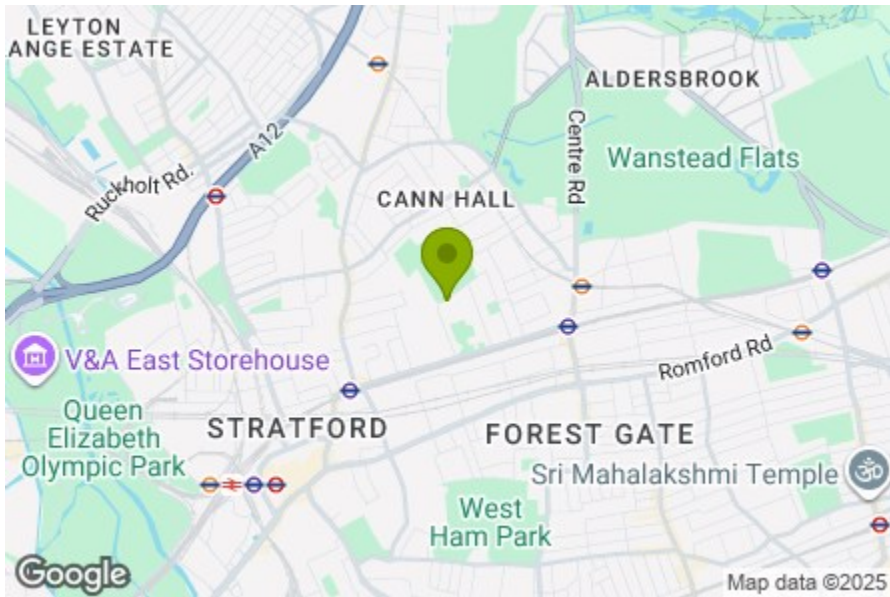 LEYTON
ANGE ESTATE
A12
Ruckholt Rd.
ALDERSBROOK
Centre Rd
Wanstead Flats
CANN HALL
V&A East Storehouse
Romford Rd
Queen
Elizabeth
Olympic Park
STRATFORD
FOREST GATE
Sri Mahalakshmi Temple
West
Ham Park
Google
Map data ©2025